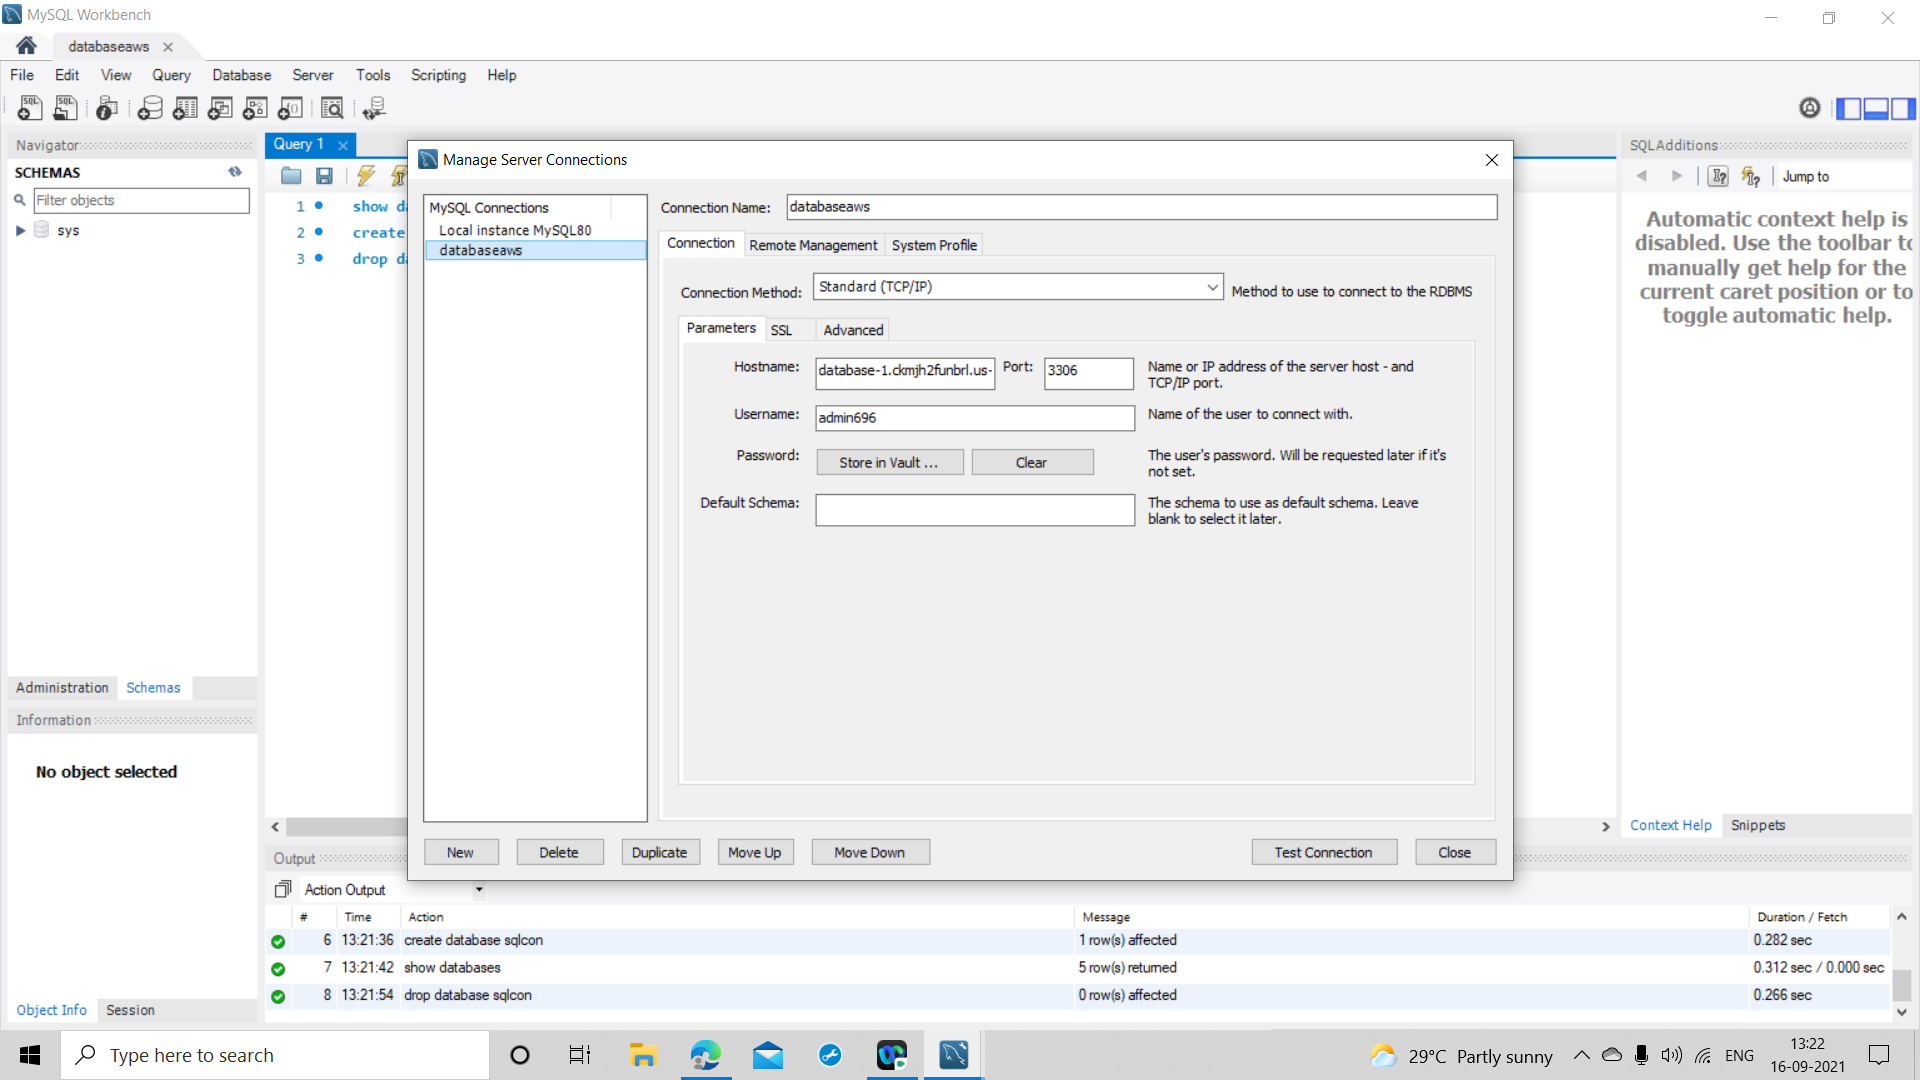 MySQL Workbench
databaseaws
File Edit View Query Database Server Tools Scripting Help
Navigator
SCHEMAS
Filter objects
sys
Administration Schemas
Information
No object selected
Object Info Session
Query 1
1 show da
2 create
3 drop da
Manage Server Connections
MySQL Connections
Local instance MySQL80
databaseaws
Connection Name: databaseaws
Connection Remote Management System Profile
Connection Method: Standard (TCP/IP) Method to use to connect to the RDBMS
Parameters SSL Advanced
Hostname: database-1.ckmjh2funbrl.us- Port: 3306 Name or IP address of the server host - and
TCP/IP port.
Username: admin696 Name of the user to connect with.
Password: Store in Vault ... Clear The user's password. Will be requested later if it's
not set.
Default Schema: The schema to use as default schema. Leave
blank to select it later.
New Delete Duplicate Move Up Move Down Test Connection Close
SQLAdditions
Jump to
Automatic context help is
disabled. Use the toolbar to
manually get help for the
current caret position or to
toggle automatic help.
Context Help Snippets
Output
Action Output
# Time Action Message Duration / Fetch
6 13:21:36 create database sqlcon 1 row(s) affected 0.282 sec
7 13:21:42 show databases 5 row(s) returned 0.312 sec / 0.000 sec
8 13:21:54 drop database sqlcon 0 row(s) affected 0.266 sec
Type here to search
29°C Partly sunny
ENG
13:22
16-09-2021